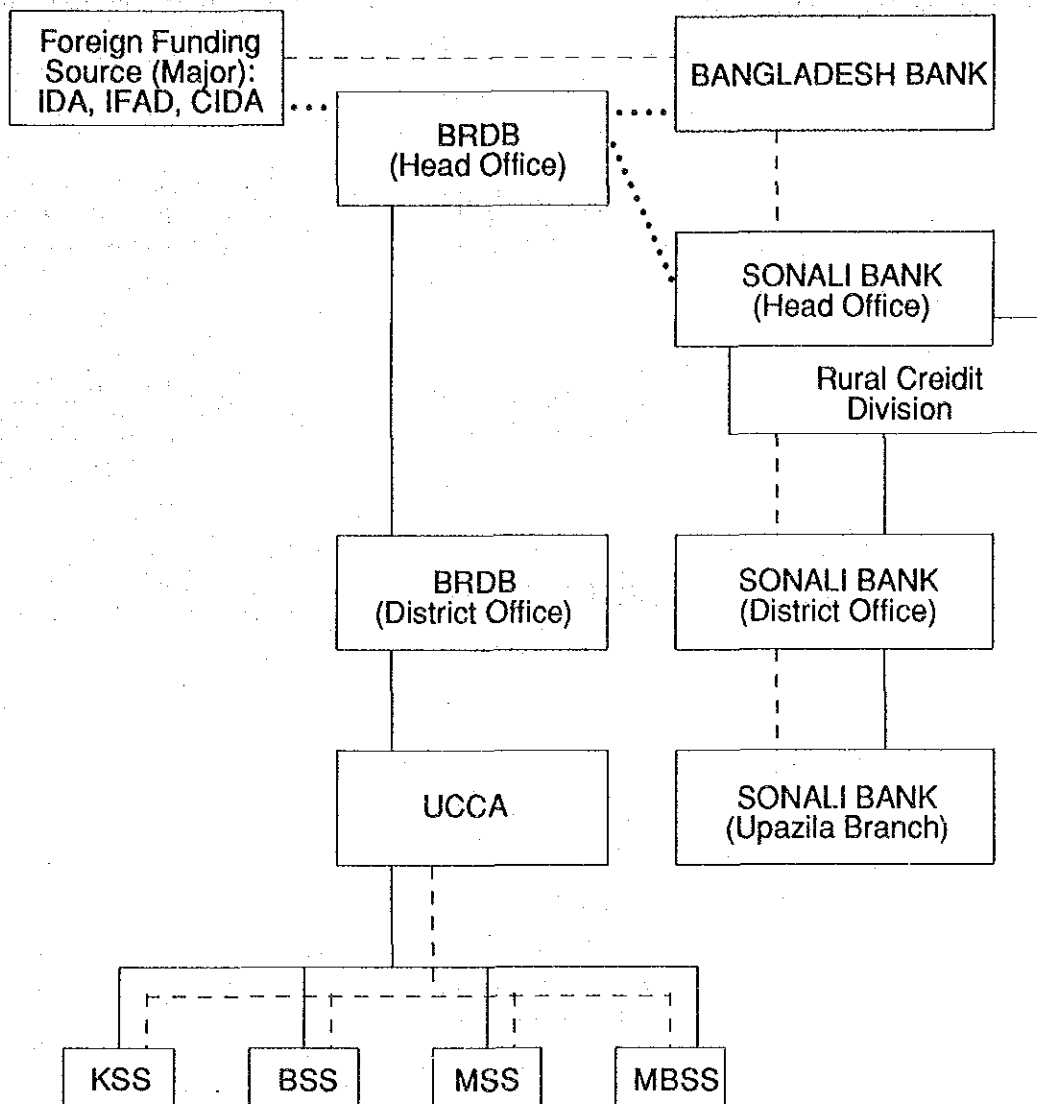 Foreign Funding
Source (Major):
IDA, IFAD, CIDA
BANGLADESH BANK
BRDB
(Head Office)
SONALI BANK
(Head Office)
Rural Creidit
Division
BRDB
(District Office)
SONALI BANK
(District Office)
UCCA
SONALI BANK
(Upazila Branch)
KSS
BSS
MSS
MBSS